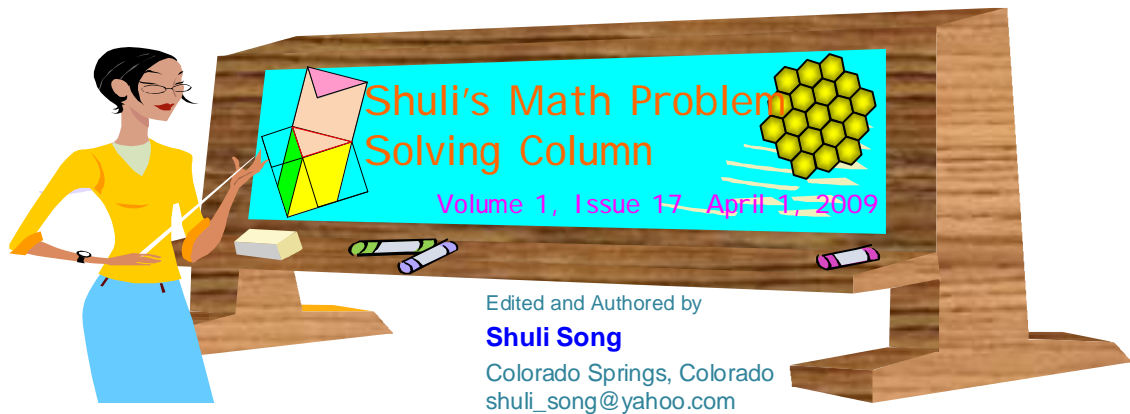 Shuli's Math Problem
Solving Column
Volume 1, Issue 17 April 1, 2009
Edited and Authored by
Shuli Song
Colorado Springs, Colorado
shuli_song@yahoo.com